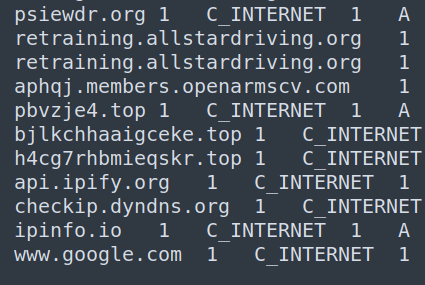 psiewdr.org 1 C_INTERNET 1 A
retraining.allstardriving.org 1
retraining.allstardriving.org 1
aphqj.members.openarmscv.com 1
pbvzje4.top 1 C_INTERNET 1 A
bjlkchhaaigceke.top 1 C_INTERNET
h4cg7rhbmieqskr.top 1 C_INTERNET
api.ipify.org 1 C_INTERNET 1
checkip.dyndns.org 1 C_INTERNET
ipinfo.io 1 C_INTERNET 1 A
www.google.com 1 C_INTERNET 1